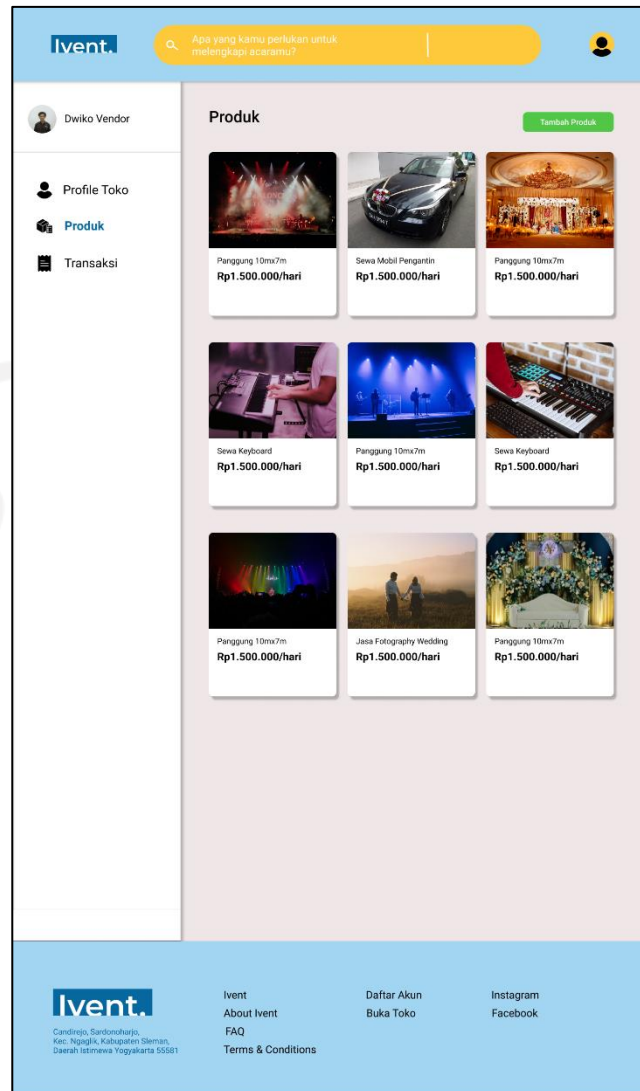 Ivent.
Apa yang kamu perlukan untuk
melengkapi acaramu?
Dwiko Vendor
Profile Toko
Produk
Transaksi
Produk
Tambah Produk
Panggung 10mx7m
Rp1.500.000/hari
Sewa Mobil Pengantin
Rp1.500.000/hari
Panggung 10mx7m
Rp1.500.000/hari
Sewa Keyboard
Rp1.500.000/hari
Panggung 10mx7m
Rp1.500.000/hari
Sewa Keyboard
Rp1.500.000/hari
Panggung 10mx7m
Rp1.500.000/hari
Jasa Fotography Wedding
Rp1.500.000/hari
Panggung 10mx7m
Rp1.500.000/hari
Ivent.
Candirejo, Sardonoharjo,
Kec. Ngaglik, Kabupaten Sleman,
Daerah Istimewa Yogyakarta 55581
Ivent
About Ivent
FAQ
Terms & Conditions
Daftar Akun
Buka Toko
Instagram
Facebook